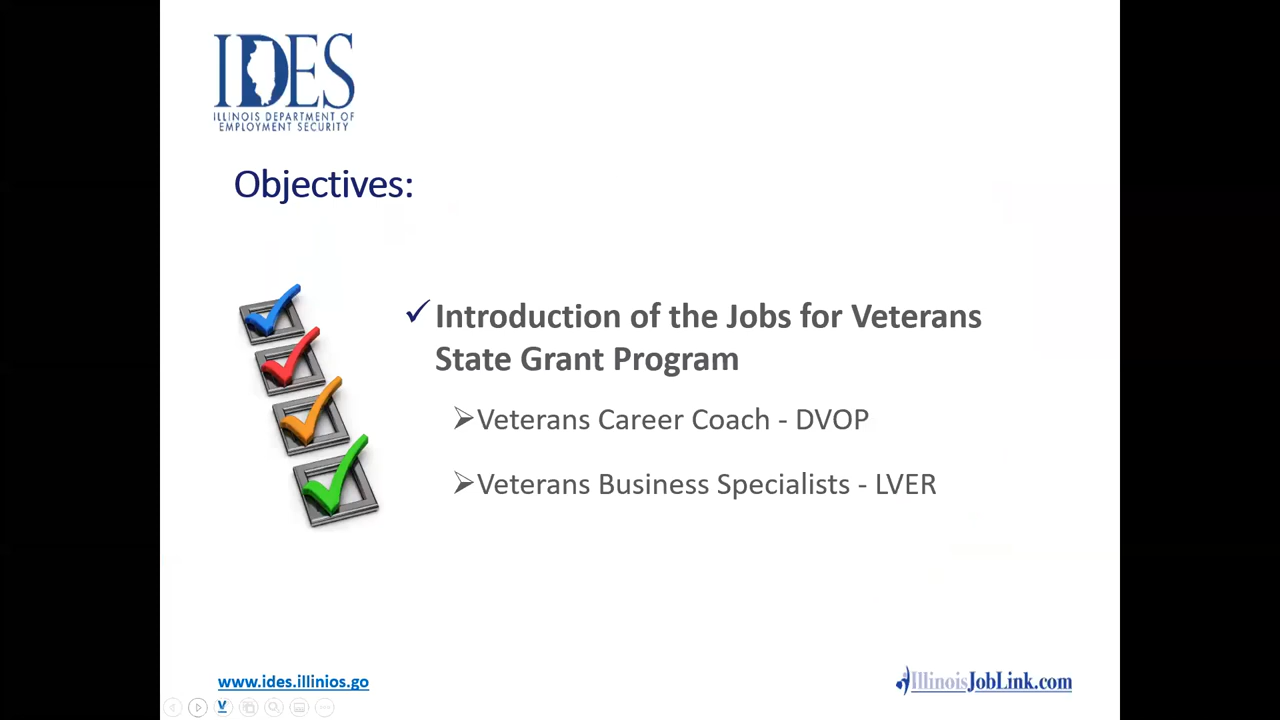 IDES
ILLINOIS DEPARTMENT OF
EMPLOYMENT SECURITY
Objectives:
Introduction of the Jobs for Veterans
State Grant Program
Veterans Career Coach - DVOP
Veterans Business Specialists - LVER
www.ides.illinios.go
v
IllinoisJobLink.com